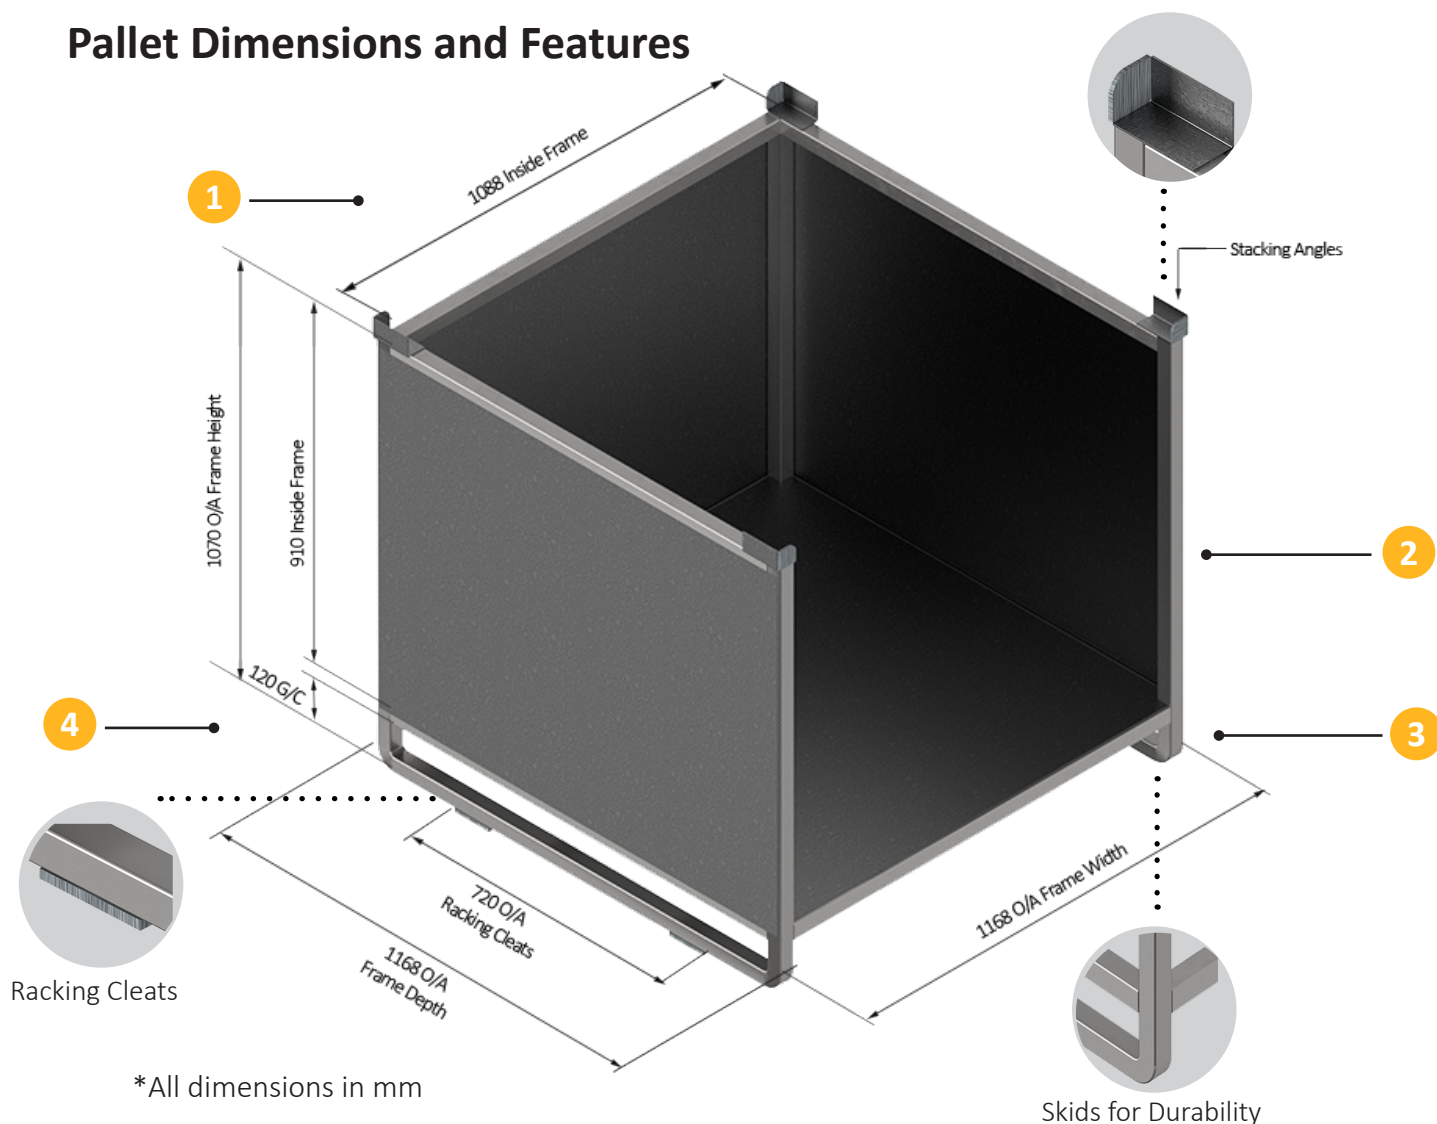 Pallet Dimensions and Features
1088 Inside Frame
1
Stacking Angles
1070 O/A Frame Height
910 Inside Frame
2
120 G/C
4
3
720 O/A
Racking Cleats
1168 O/A Frame Width
1168 O/A
Frame Depth
Racking Cleats
*All dimensions in mm
Skids for Durability